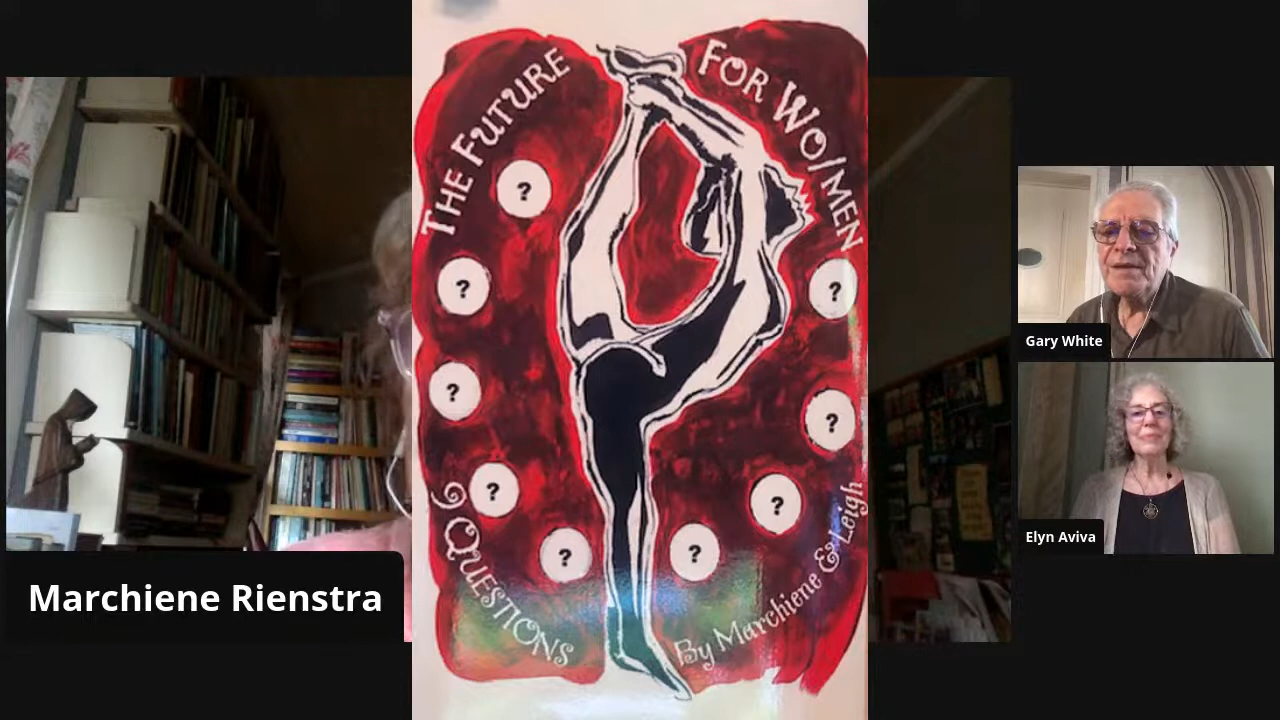 THE FUTURE
FOR WO/MEN
?
?
?
?
?
?
?
?
?
9 QUESTIONS
By Marchiene & Leigh
Marchiene Rienstra
Gary White
Elyn Aviva